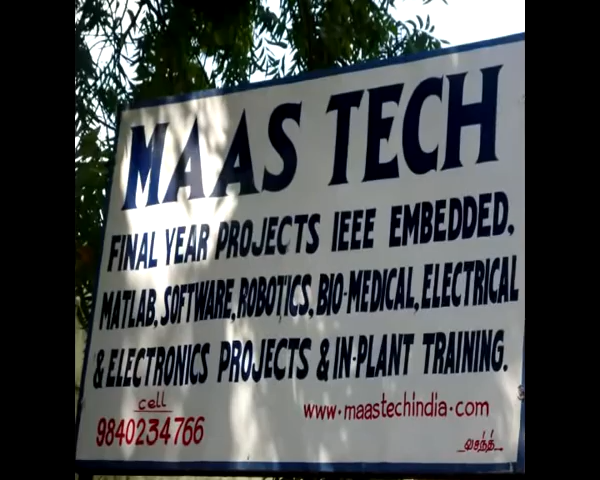 MAAS TECH
FINAL YEAR PROJECTS IEEE EMBEDDED,
MATLAB, SOFTWARE, ROBOTICS, BIO-MEDICAL, ELECTRICAL
& ELECTRONICS PROJECTS & IN-PLANT TRAINING.
cell
9840234766
www.maastechindia.com
வசந்த்